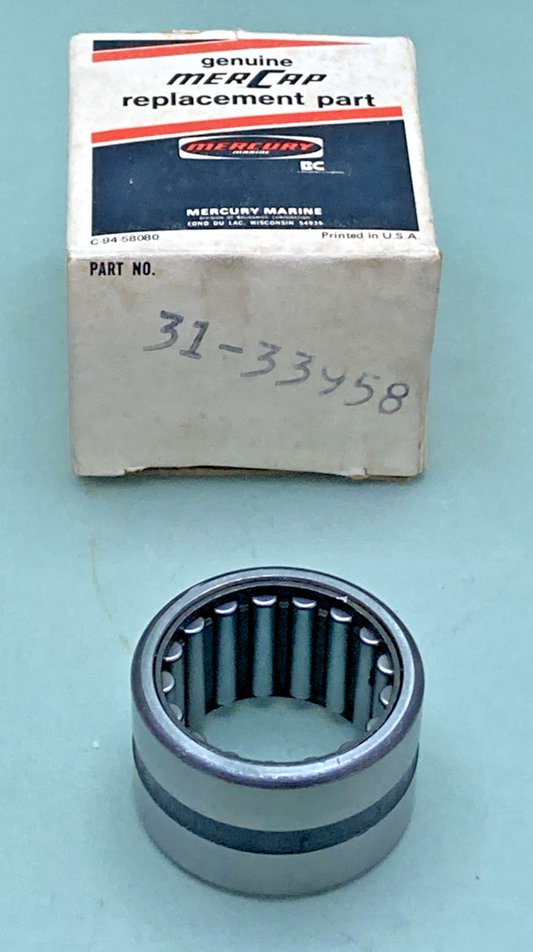 genuine
MERCAP
replacement part
MERCURY
MARINE
BC
MERCURY MARINE
DIVISION OF BRUNSWICK CORPORATION
FOND DU LAC, WISCONSIN 54935
C-94-58080 Printed in U.S.A.
PART NO.
31-33458